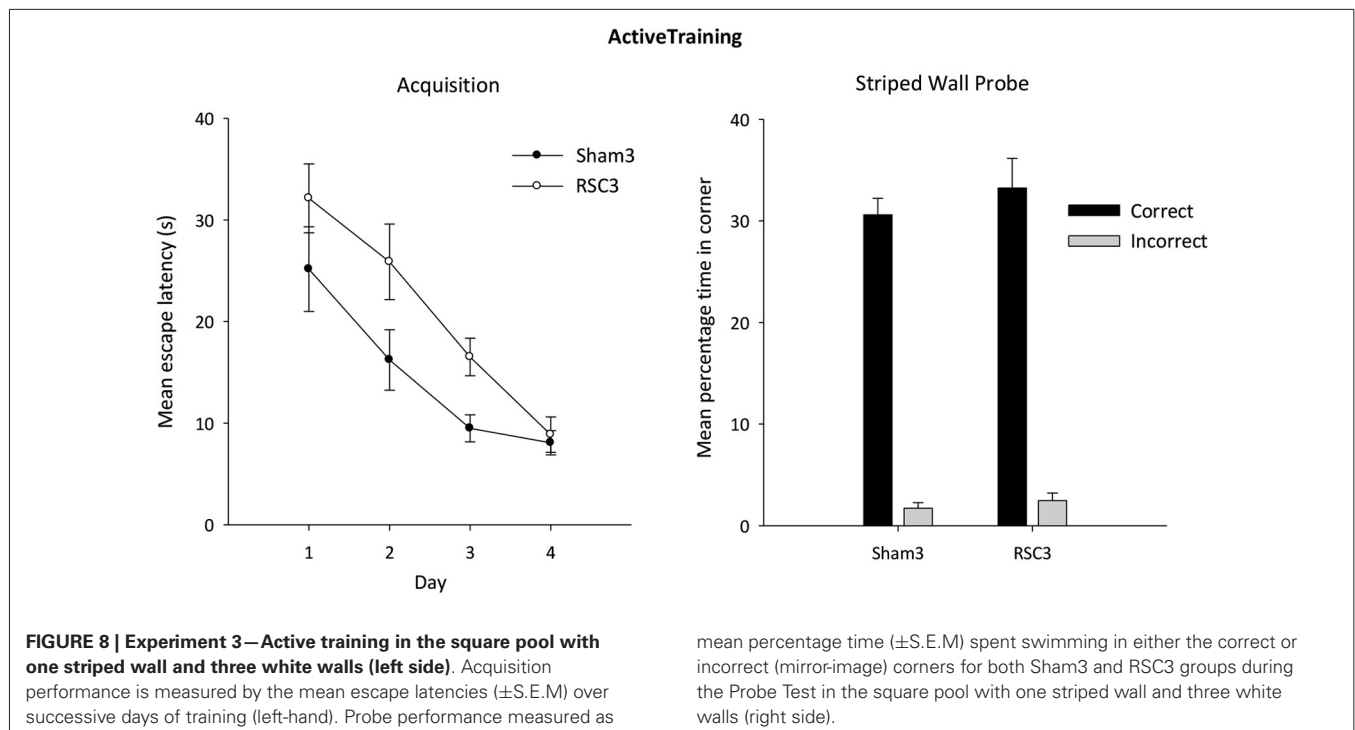 ActiveTraining
Acquisition
Mean escape latency (s)
40
30
20
10
0
1
2
3
4
Day
Sham3
RSC3
Striped Wall Probe
Mean percentage time in corner
40
30
20
10
0
Sham3
RSC3
Correct
Incorrect
FIGURE 8 | Experiment 3—Active training in the square pool with
one striped wall and three white walls (left side). Acquisition
performance is measured by the mean escape latencies (±S.E.M) over
successive days of training (left-hand). Probe performance measured as
mean percentage time (±S.E.M) spent swimming in either the correct or
incorrect (mirror-image) corners for both Sham3 and RSC3 groups during
the Probe Test in the square pool with one striped wall and three white
walls (right side).